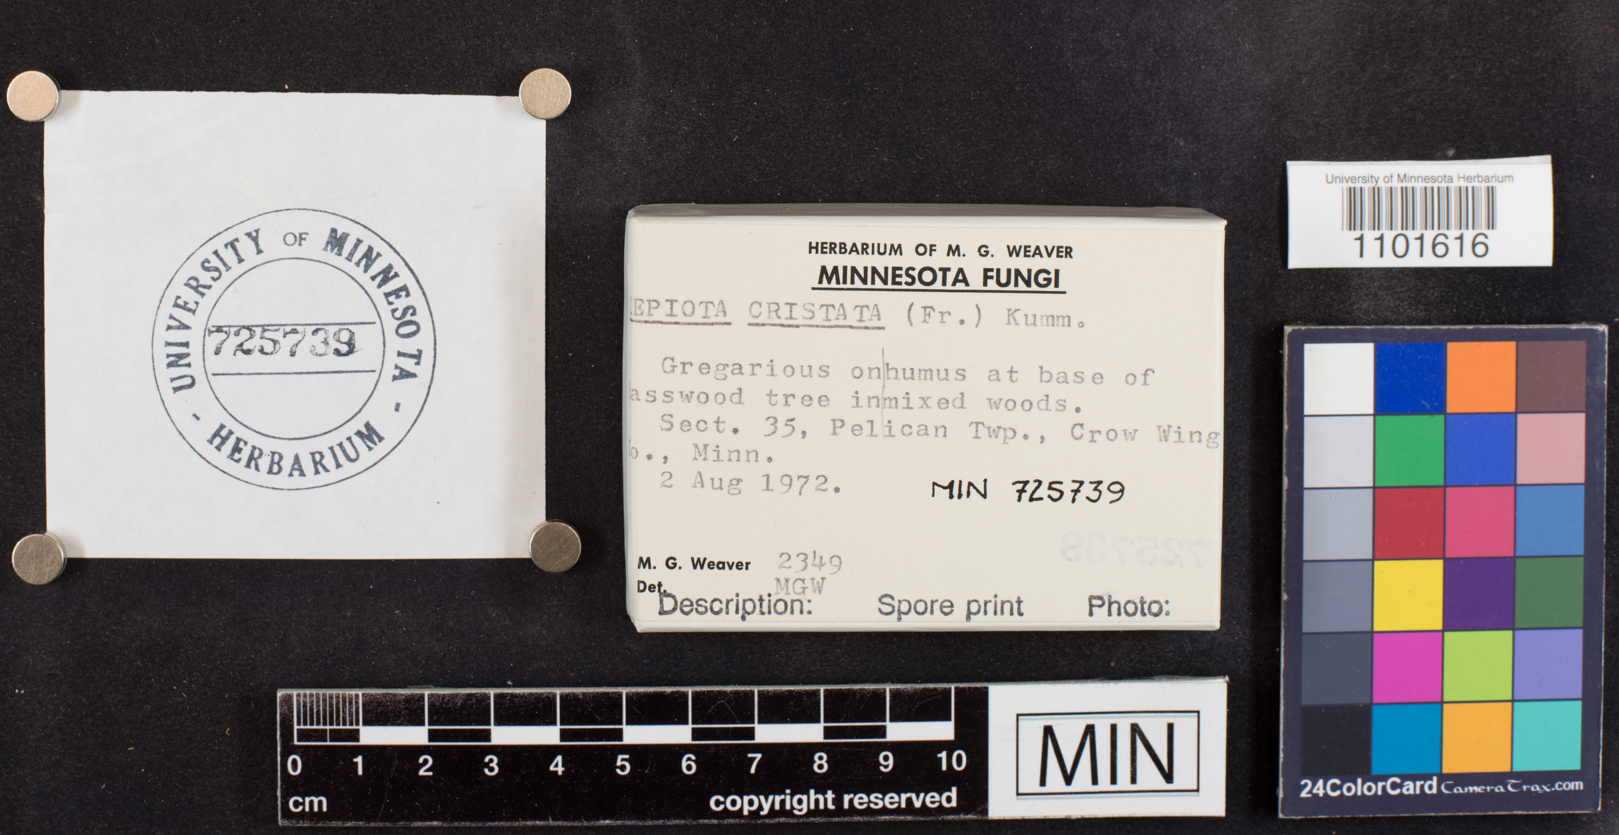 UNIVERSITY OF MINNESOTA
725739
- HERBARIUM -
HERBARIUM OF M. G. WEAVER
MINNESOTA FUNGI
EPIOTA CRISTATA (Fr.) Kumm.
Gregarious on|humus at base of
asswood tree in|mixed woods.
Sect. 35, Pelican Twp., Crow Wing
o., Minn.
2 Aug 1972.
MIN 725739
725739
M. G. Weaver 2349
Det. MGW
Description: Spore print Photo:
University of Minnesota Herbarium
1101616
0 1 2 3 4 5 6 7 8 9 10
cm
copyright reserved
MIN
24ColorCard CameraTrax.com